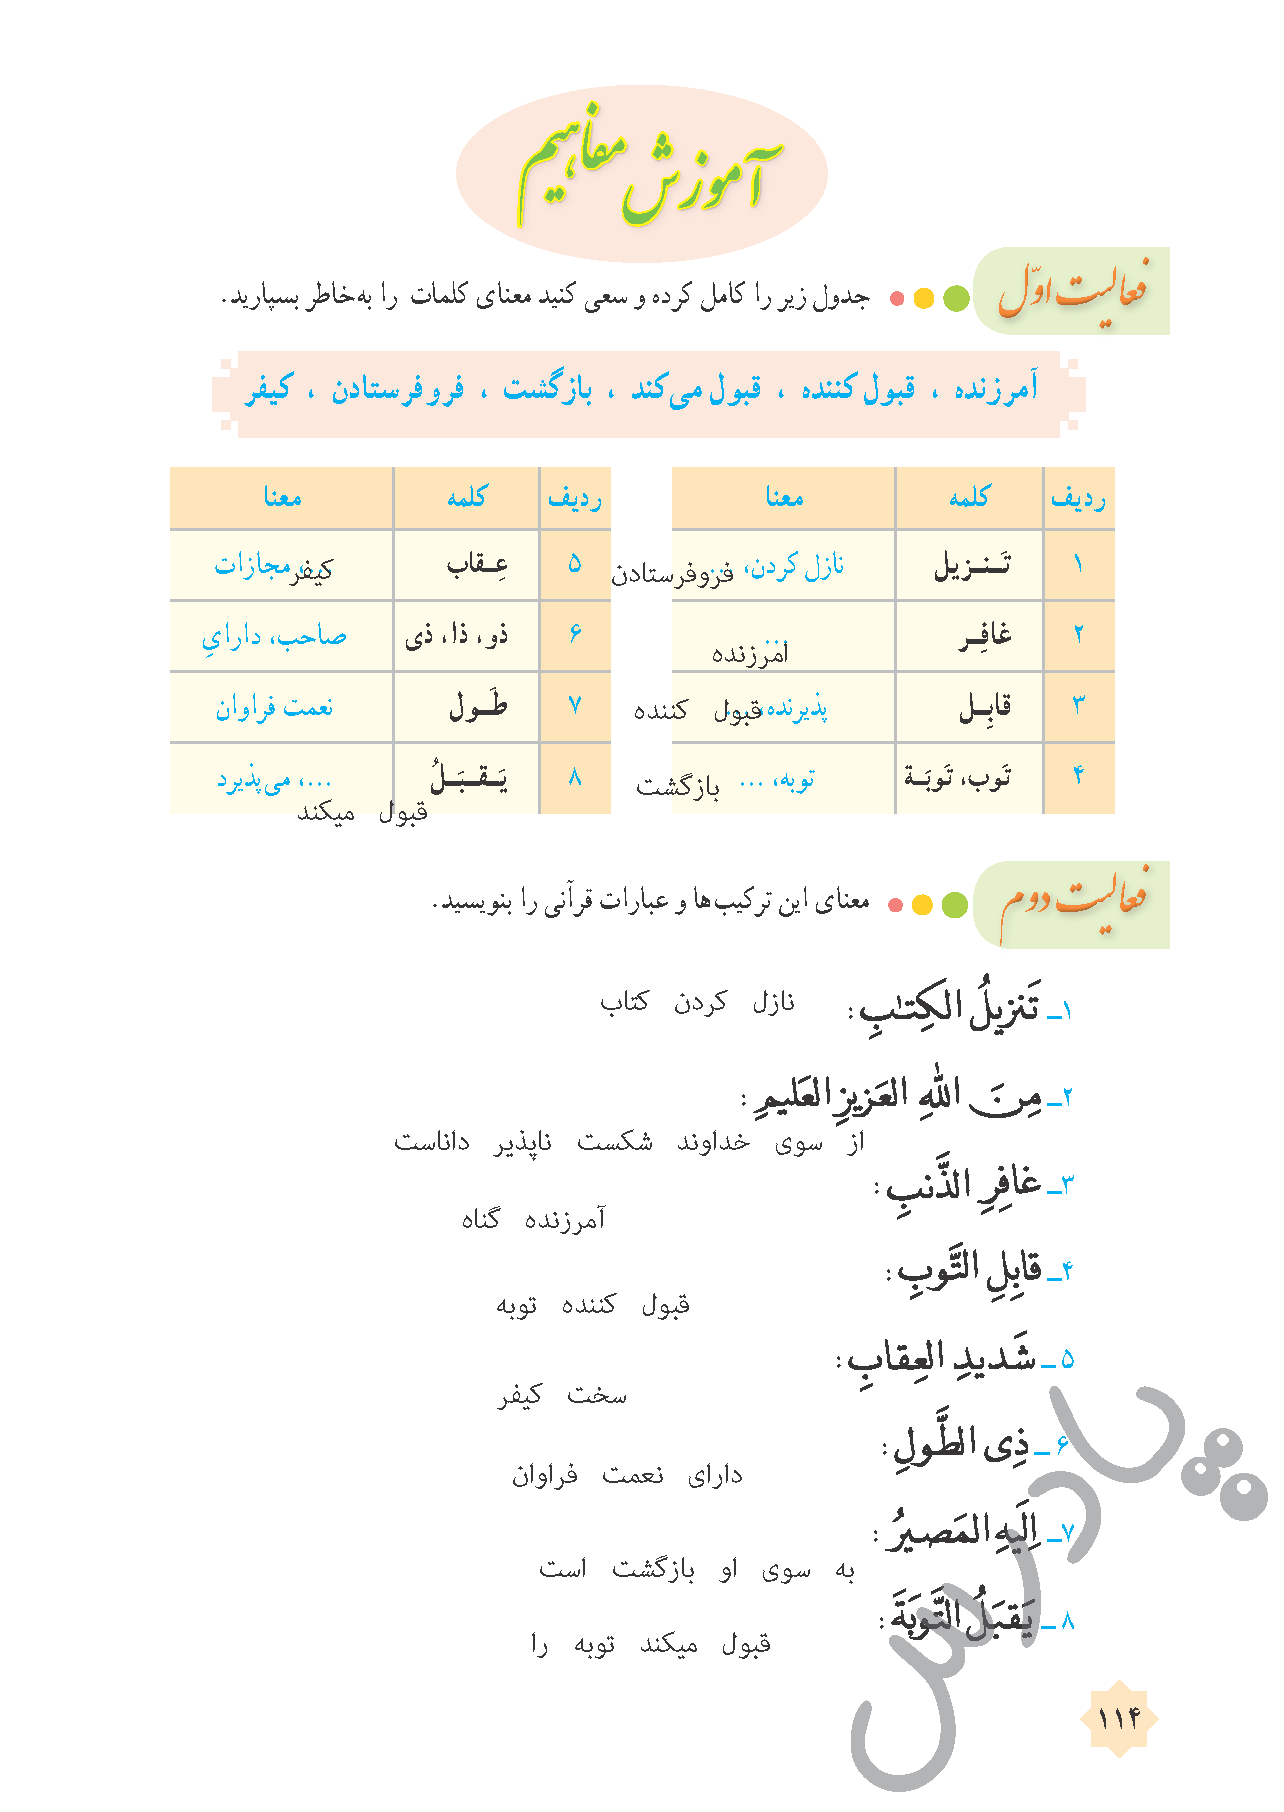 آموزش مفاهیم
فعالیت اوّل
جدول زیر را کامل کرده و سعی کنید معنای کلمات را به‌خاطر بسپارید.
آمرزنده ، قبول کننده ، قبول می‌کند ، بازگشت ، فروفرستادن ، کیفر
ردیف کلمه معنا
۱ تَـنـزیل نازل کردن، ... فروفرستادن
۲ غافِـر ... آمرزنده
۳ قابِـل پذیرنده، ... قبول کننده
۴ تَوب، تَوبَـة توبه، ... بازگشت
ردیف کلمه معنا
۵ عِـقاب کیفر، مجازات
۶ ذو، ذا، ذی صاحب، دارایِ
۷ طَـول نعمت فراوان
۸ یَـقـبَـلُ ...، می‌پذیرد
قبول میکند
فعالیت دوم
معنای این ترکیب‌ها و عبارات قرآنی را بنویسید.
۱ـ تَنزیلُ الکِتٰبِ : نازل کردن کتاب
۲ـ مِنَ اللّٰهِ العَزیزِ العَلیمِ :
از سوی خداوند شکست ناپذیر داناست
۳ـ غافِرِ الذَّنبِ :
آمرزنده گناه
۴ـ قابِلِ التَّوبِ :
قبول کننده توبه
۵ ـ شَدیدِ العِقابِ :
سخت کیفر
۶ ـ ذِی الطَّولِ :
دارای نعمت فراوان
۷ـ اِلَیهِ المَصیرُ :
به سوی او بازگشت است
۸ ـ یَقبَلُ التَّوبَةَ :
قبول میکند توبه را
پادرس
۱۱۴